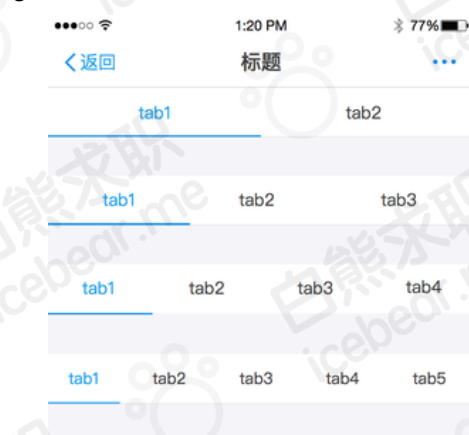 1:20 PM 77%
返回 标题 •••
tab1 tab2
tab1 tab2 tab3
tab1 tab2 tab3 tab4
tab1 tab2 tab3 tab4 tab5
白熊求职
icebear.me
白熊求职
icebear.me